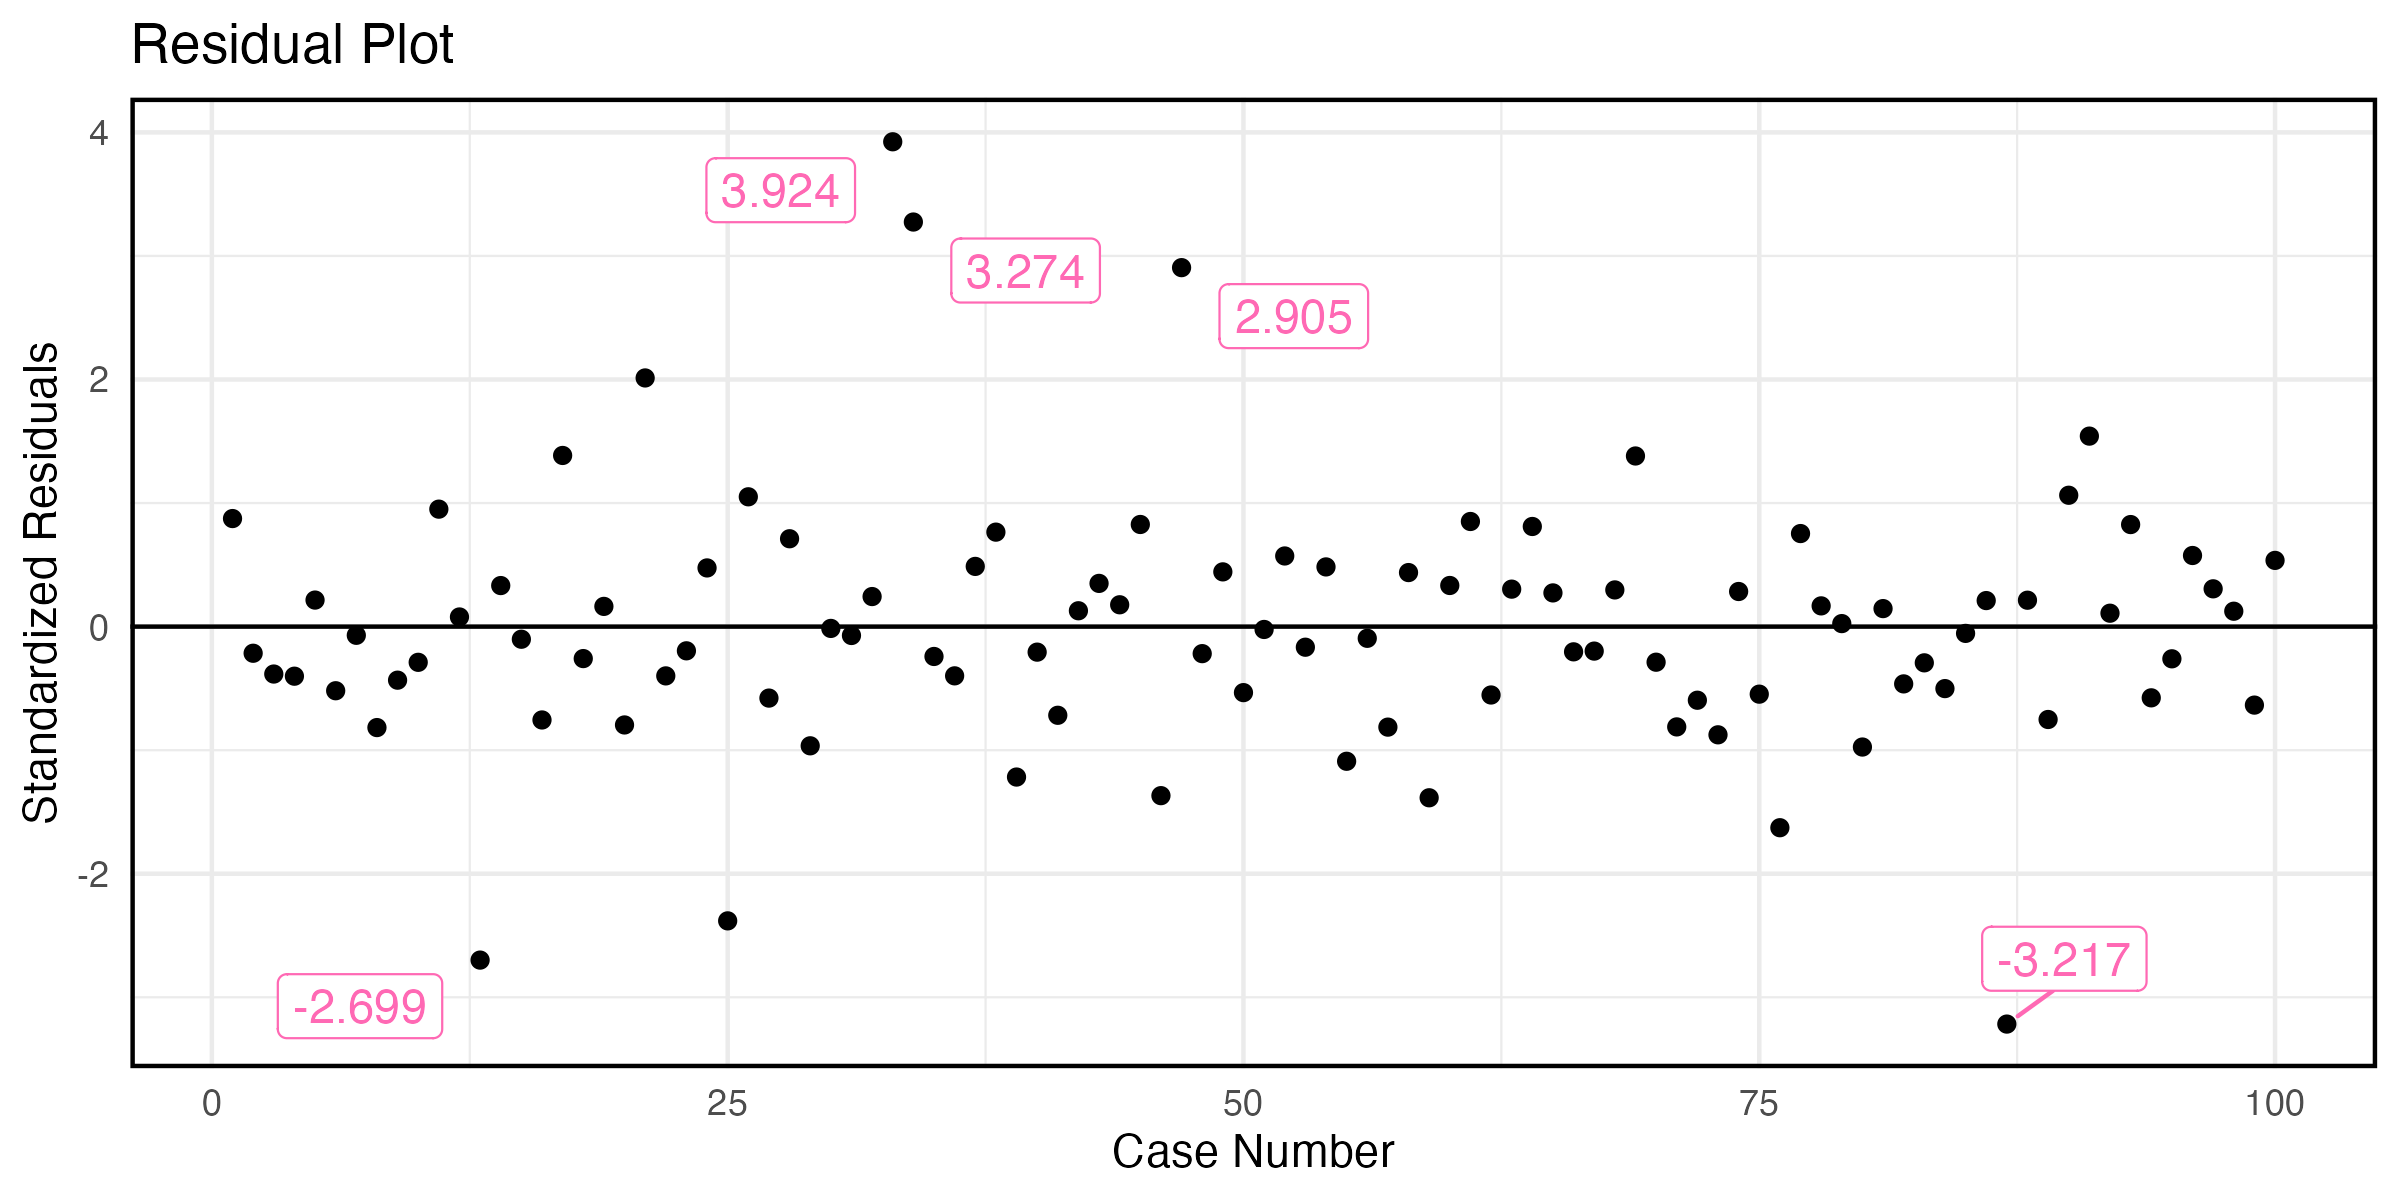 Residual Plot
4
3.924
3.274
2.905
2
Standardized Residuals
0
-2
-3.217
-2.699
0 25 50 75 100
Case Number